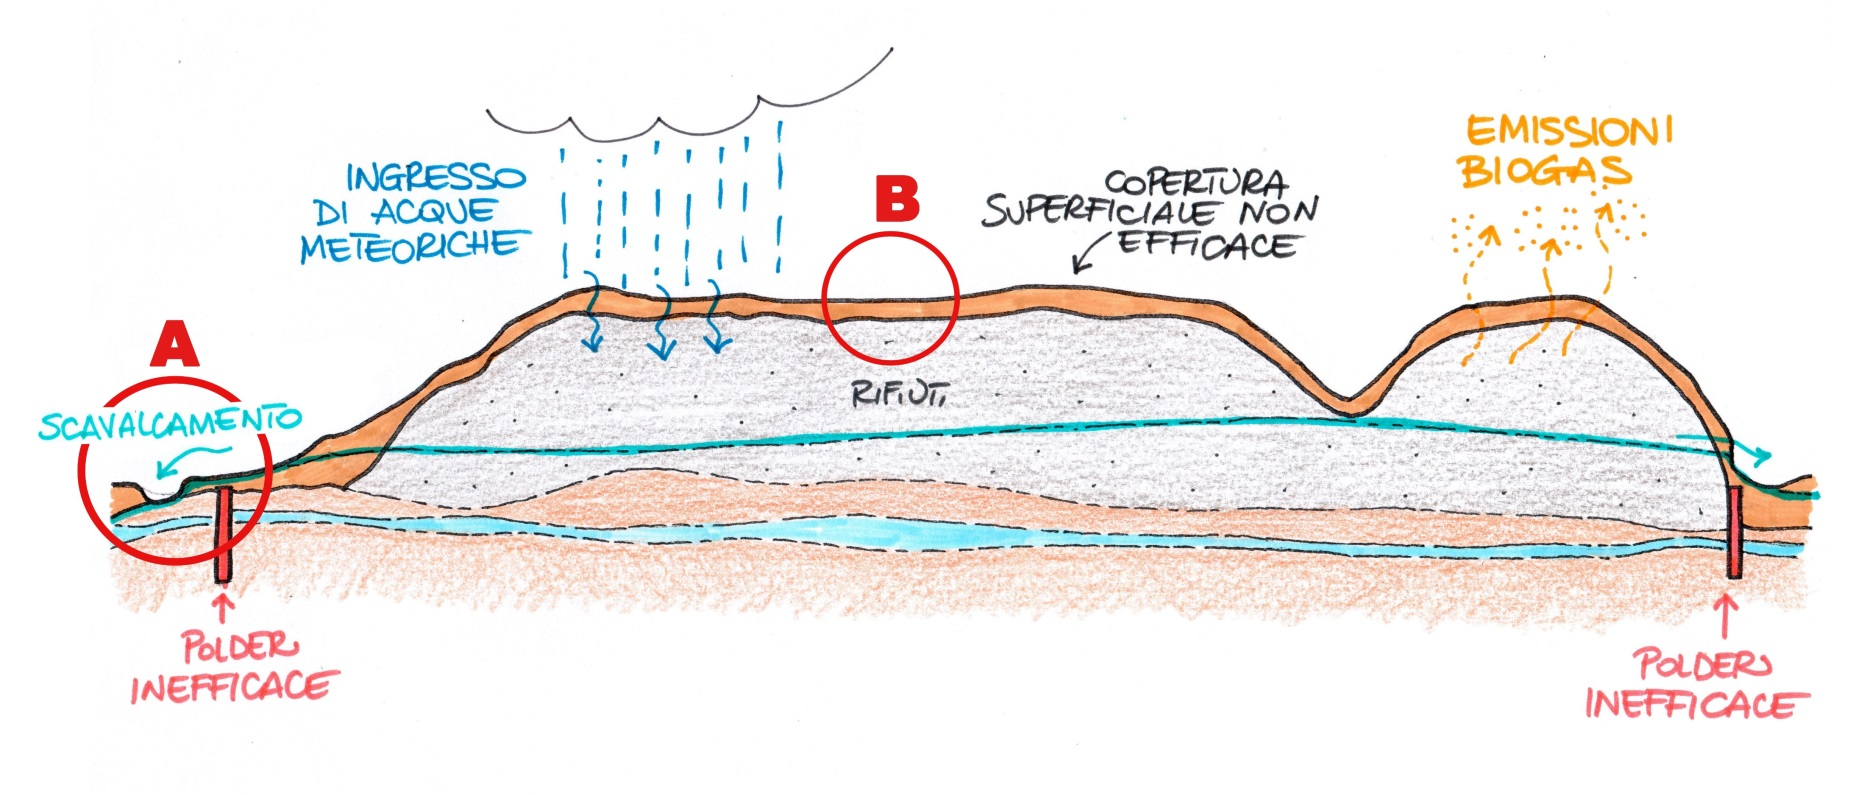 INGRESSO
DI ACQUE
METEORICHE
B
COPERTURA
SUPERFICIALE NON
EFFICACE
EMISSIONI
BIOGAS
A
SCAVALCAMENTO
RIFIUTI
POLDER
INEFFICACE
POLDER
INEFFICACE